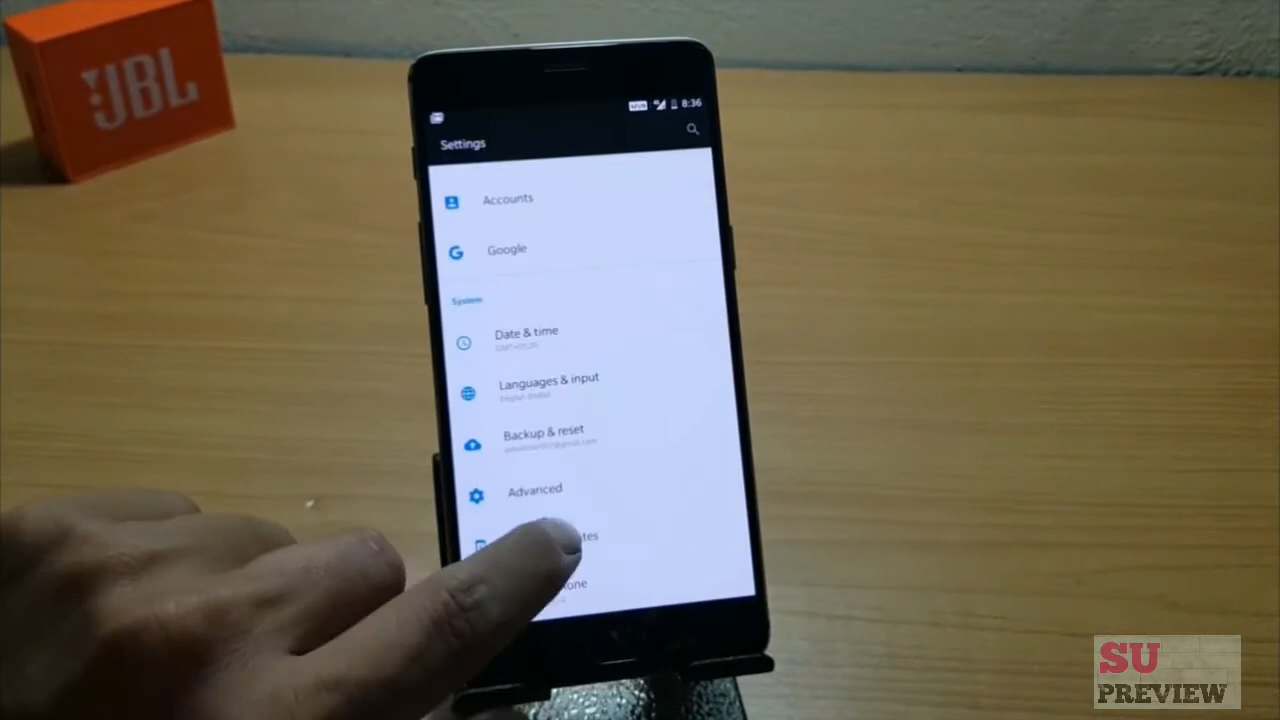 JBL
8:36
Settings
Accounts
Google
System
Date & time
Languages & input
Backup & reset
Advanced
SU
PREVIEW